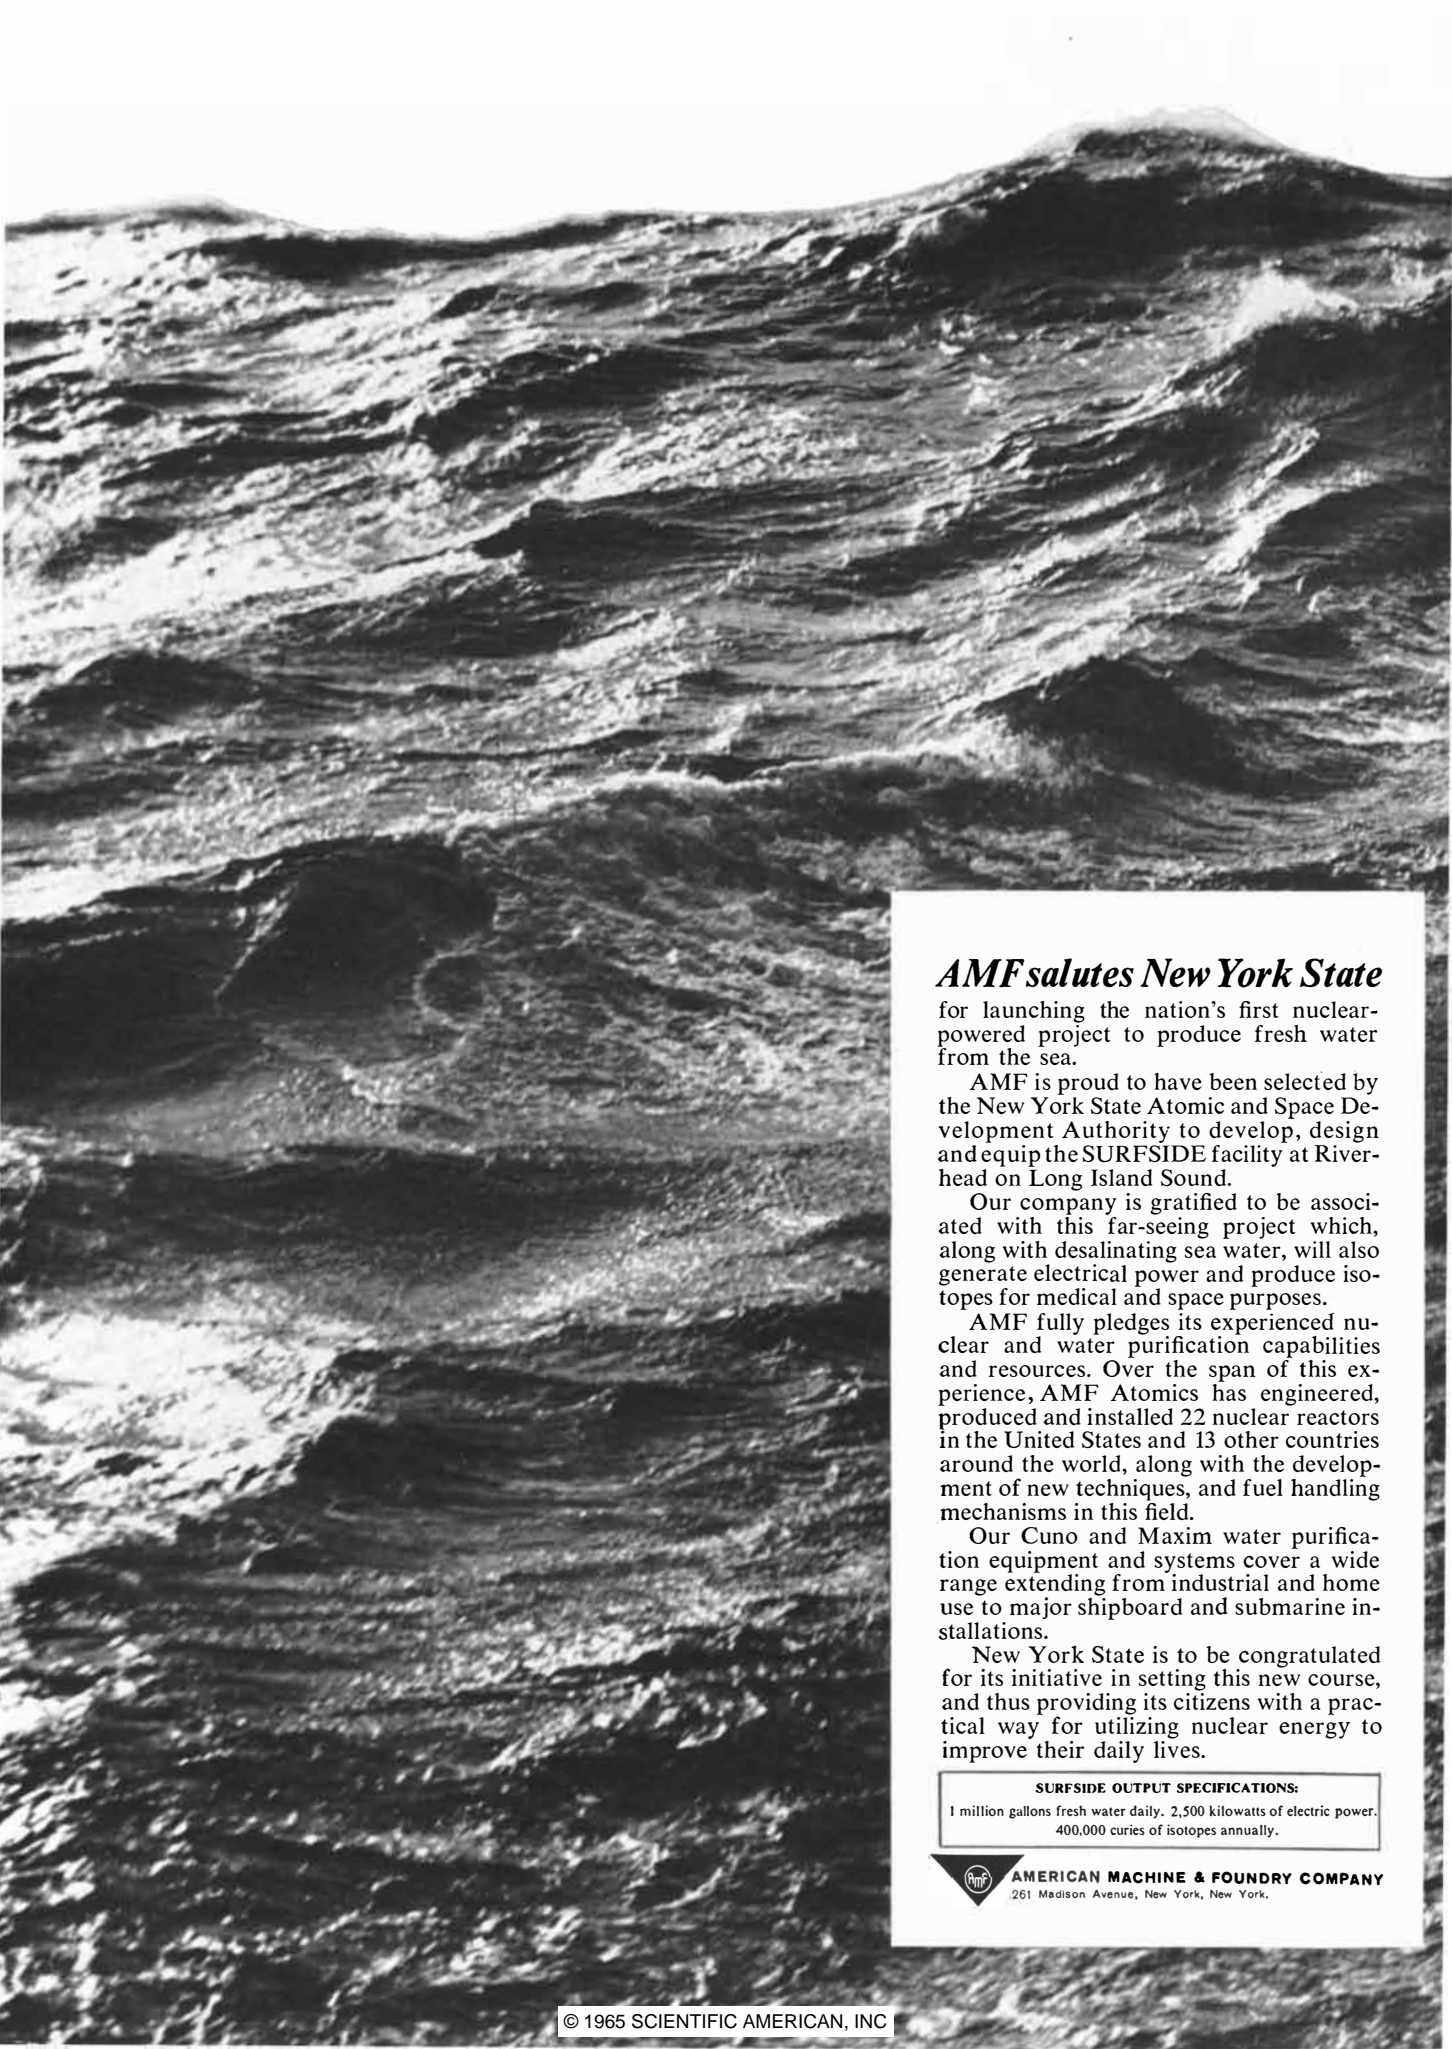 AMF salutes New York State
for launching the nation's first nuclear-
powered project to produce fresh water
from the sea.
AMF is proud to have been selected by
the New York State Atomic and Space De-
velopment Authority to develop, design
and equip the SURFSIDE facility at River-
head on Long Island Sound.
Our company is gratified to be associ-
ated with this far-seeing project which,
along with desalinating sea water, will also
generate electrical power and produce iso-
topes for medical and space purposes.
AMF fully pledges its experienced nu-
clear and water purification capabilities
and resources. Over the span of this ex-
perience, AMF Atomics has engineered,
produced and installed 22 nuclear reactors
in the United States and 13 other countries
around the world, along with the develop-
ment of new techniques, and fuel handling
mechanisms in this field.
Our Cuno and Maxim water purifica-
tion equipment and systems cover a wide
range extending from industrial and home
use to major shipboard and submarine in-
stallations.
New York State is to be congratulated
for its initiative in setting this new course,
and thus providing its citizens with a prac-
tical way for utilizing nuclear energy to
improve their daily lives.
SURFSIDE OUTPUT SPECIFICATIONS:
1 million gallons fresh water daily. 2,500 kilowatts of electric power.
400,000 curies of isotopes annually.
AMF
AMERICAN MACHINE & FOUNDRY COMPANY
261 Madison Avenue, New York, New York.
© 1965 SCIENTIFIC AMERICAN, INC